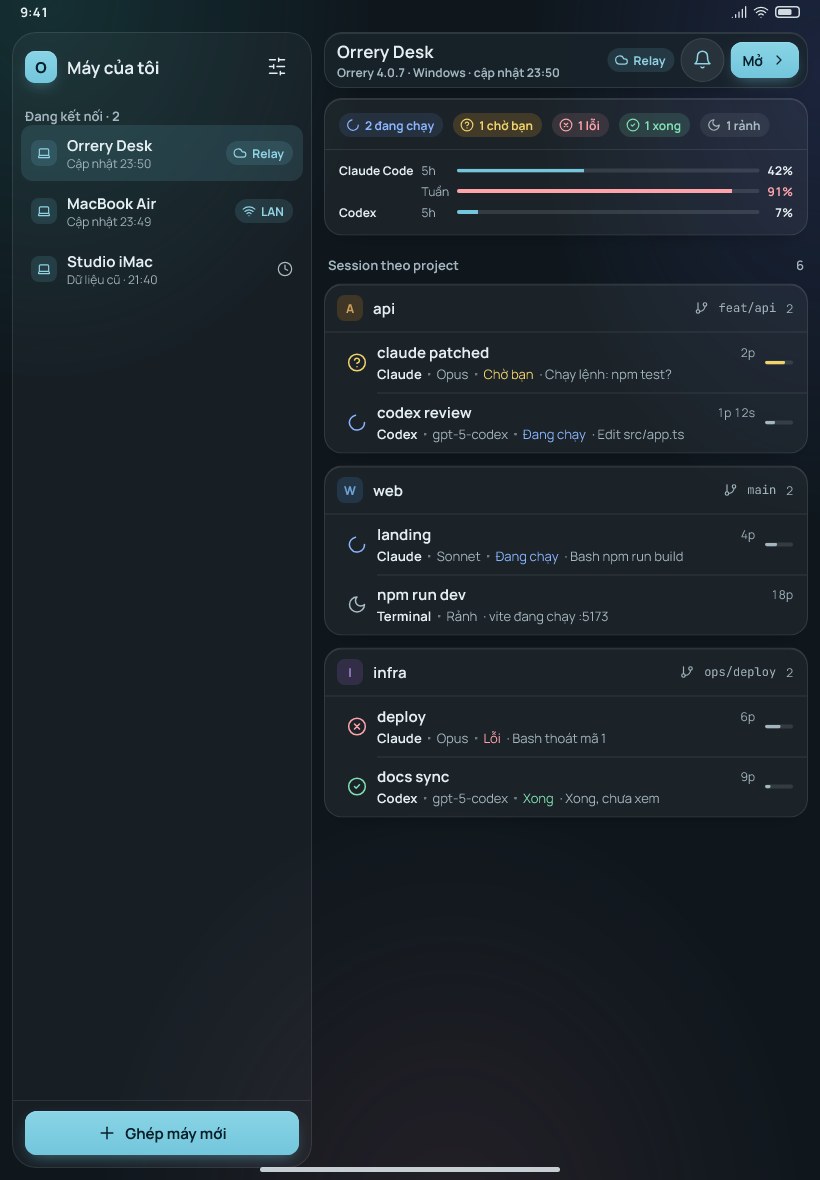 9:41
O Máy của tôi
Đang kết nối · 2
Orrery Desk
Cập nhật 23:50
Relay
MacBook Air
Cập nhật 23:49
LAN
Studio iMac
Dữ liệu cũ · 21:40
Ghép máy mới
Orrery Desk
Orrery 4.0.7 · Windows · cập nhật 23:50
Relay
Mở
2 đang chạy 1 chờ bạn 1 lỗi 1 xong 1 rảnh
Claude Code 5h 42%
Tuần 91%
Codex 5h 7%
Session theo project 6
A api feat/api 2
claude patched 2p
Claude · Opus · Chờ bạn · Chạy lệnh: npm test?
codex review 1p 12s
Codex · gpt-5-codex · Đang chạy · Edit src/app.ts
W web main 2
landing 4p
Claude · Sonnet · Đang chạy · Bash npm run build
npm run dev 18p
Terminal · Rảnh · vite đang chạy :5173
I infra ops/deploy 2
deploy 6p
Claude · Opus · Lỗi · Bash thoát mã 1
docs sync 9p
Codex · gpt-5-codex · Xong · Xong, chưa xem